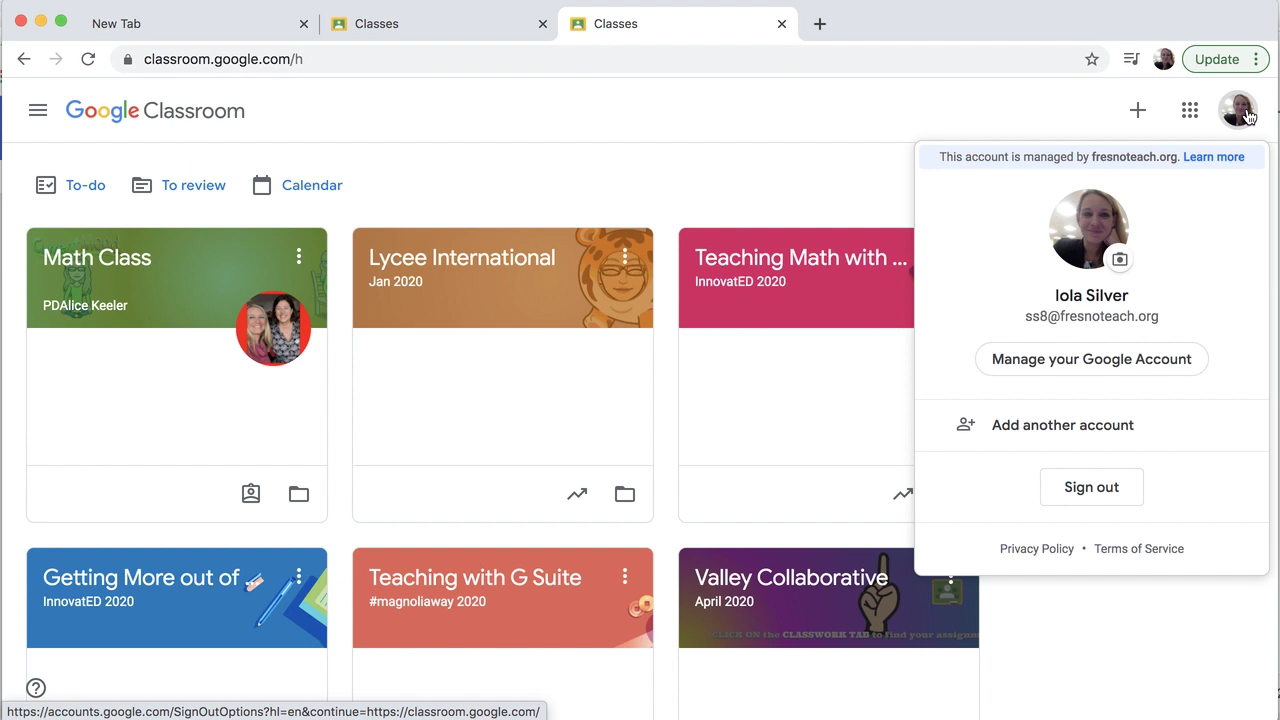 New Tab
Classes
Classes
classroom.google.com/h
Update
Google Classroom
This account is managed by fresnoteach.org. Learn more
To-do
To review
Calendar
Iola Silver
ss8@fresnoteach.org
Manage your Google Account
Add another account
Sign out
Privacy Policy • Terms of Service
Math Class
PDAlice Keeler
Lycee International
Jan 2020
Teaching Math with ...
InnovatED 2020
Getting More out of
InnovatED 2020
Teaching with G Suite
#magnoliaway 2020
Valley Collaborative
April 2020
CLICK ON the CLASSWORK TAB to find your assignm
https://accounts.google.com/SignOutOptions?hl=en&continue=https://classroom.google.com/